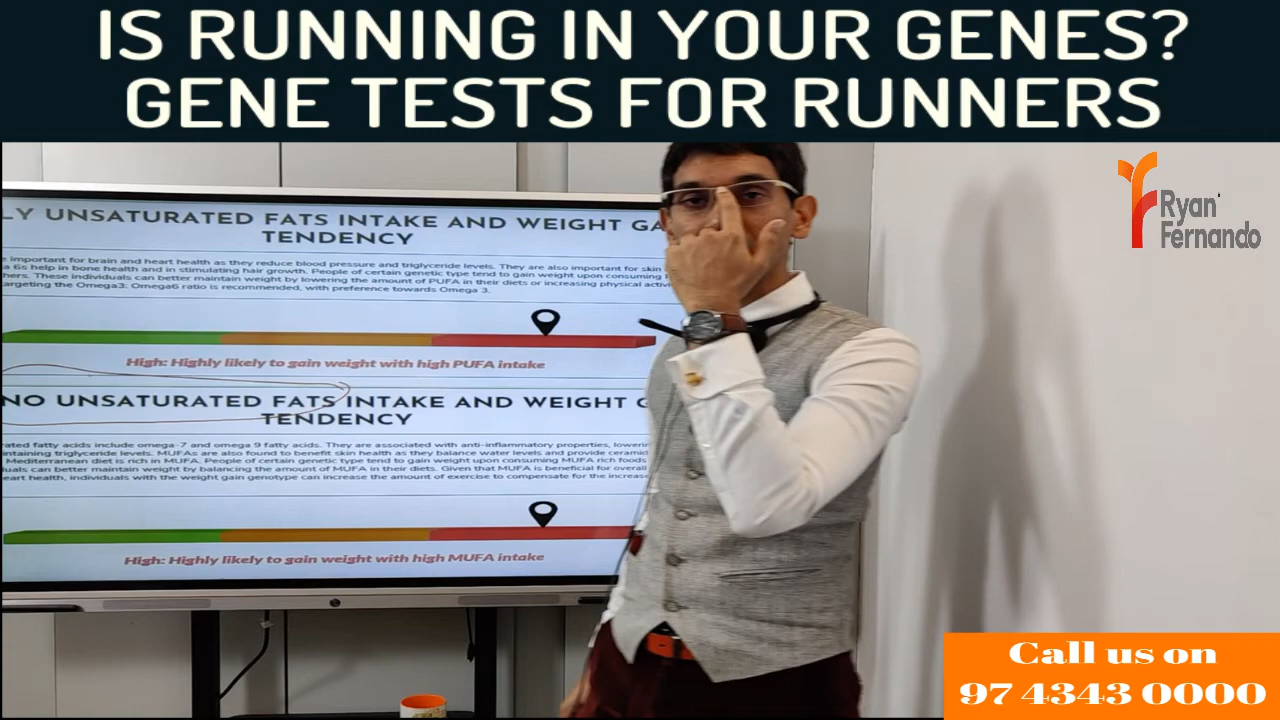 IS RUNNING IN YOUR GENES?
GENE TESTS FOR RUNNERS
Ryan
Fernando
LY UNSATURATED FATS INTAKE AND WEIGHT GA
TENDENCY
important for brain and heart health as they reduce blood pressure and triglyceride levels. They are also important for skin
6s help in bone health and in stimulating hair growth. People of certain genetic type tend to gain weight upon consuming
hers. These individuals can better maintain weight by lowering the amount of PUFA in their diets or increasing physical activ
argeting the Omega3: Omega6 ratio is recommended, with preference towards Omega 3.
High: Highly likely to gain weight with high PUFA intake
NO UNSATURATED FATS INTAKE AND WEIGHT G
TENDENCY
rated fatty acids include omega-7 and omega 9 fatty acids. They are associated with anti-inflammatory properties, lowerin
ntaining triglyceride levels. MUFAs are also found to benefit skin health as they balance water levels and provide ceramid
Mediterranean diet is rich in MUFA. People of certain genetic type tend to gain weight upon consuming MUFA rich foods
uals can better maintain weight by balancing the amount of MUFA in their diets. Given that MUFA is beneficial for overall
eart health, individuals with the weight gain genotype can increase the amount of exercise to compensate for the increase
High: Highly likely to gain weight with high MUFA intake
Call us on
97 4343 0000